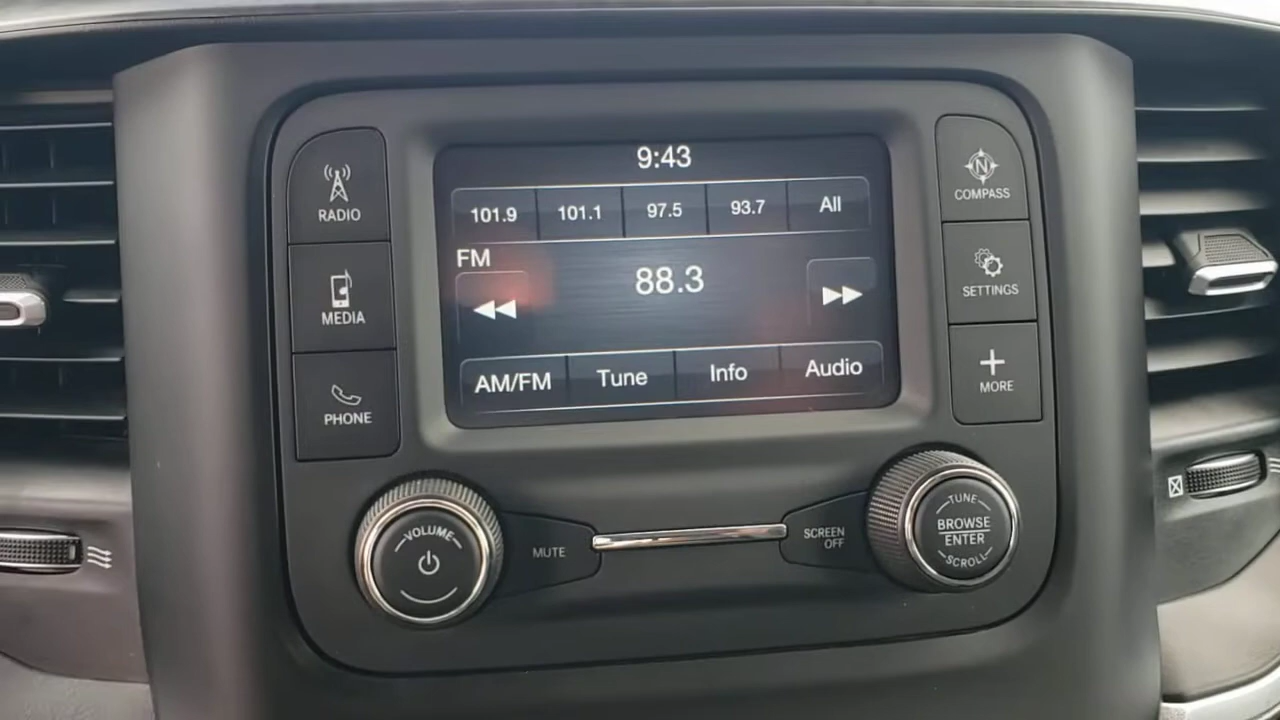 9:43
101.9 101.1 97.5 93.7 All
FM
88.3
AM/FM Tune Info Audio
RADIO
MEDIA
PHONE
N
COMPASS
SETTINGS
MORE
VOLUME
MUTE
SCREEN
OFF
TUNE
BROWSE
ENTER
SCROLL